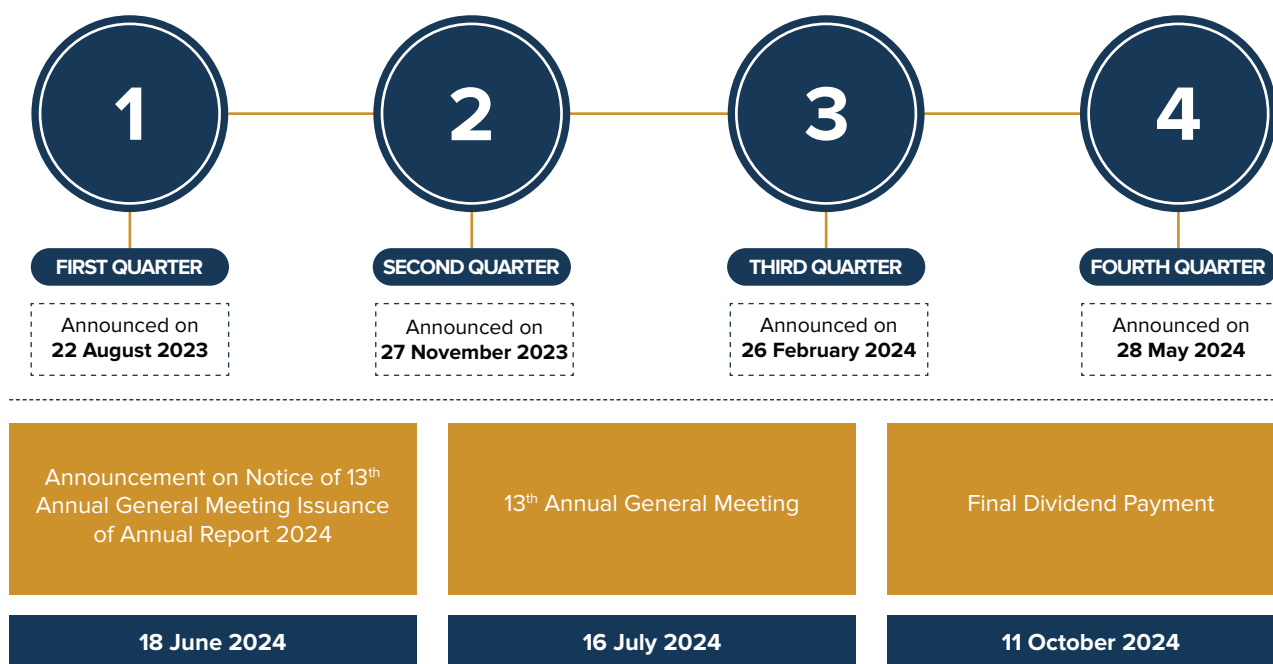 1
2
3
4
FIRST QUARTER
SECOND QUARTER
THIRD QUARTER
FOURTH QUARTER
Announced on
22 August 2023
Announced on
27 November 2023
Announced on
26 February 2024
Announced on
28 May 2024
Announcement on Notice of 13th
Annual General Meeting Issuance
of Annual Report 2024
13th Annual General Meeting
Final Dividend Payment
18 June 2024
16 July 2024
11 October 2024